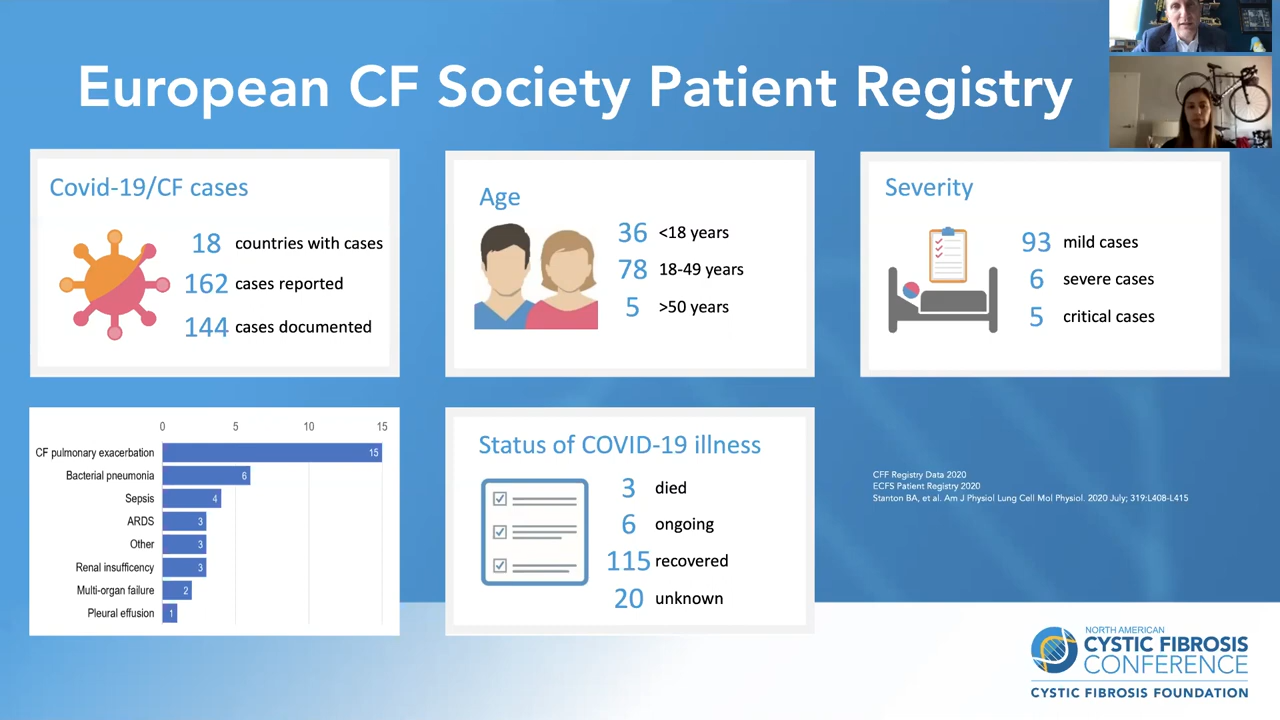 European CF Society Patient Registry
Covid-19/CF cases
18 countries with cases
162 cases reported
144 cases documented
Age
36 <18 years
78 18-49 years
5 >50 years
Severity
93 mild cases
6 severe cases
5 critical cases
0 5 10 15
CF pulmonary exacerbation 15
Bacterial pneumonia 6
Sepsis 4
ARDS 3
Other 3
Renal insufficency 3
Multi-organ failure 2
Pleural effusion 1
Status of COVID-19 illness
3 died
6 ongoing
115 recovered
20 unknown
CFF Registry Data 2020
ECFS Patient Registry 2020
Stanton BA, et al. Am J Physiol Lung Cell Mol Physiol. 2020 July; 319:L408-L415
NORTH AMERICAN
CYSTIC FIBROSIS
CONFERENCE
CYSTIC FIBROSIS FOUNDATION